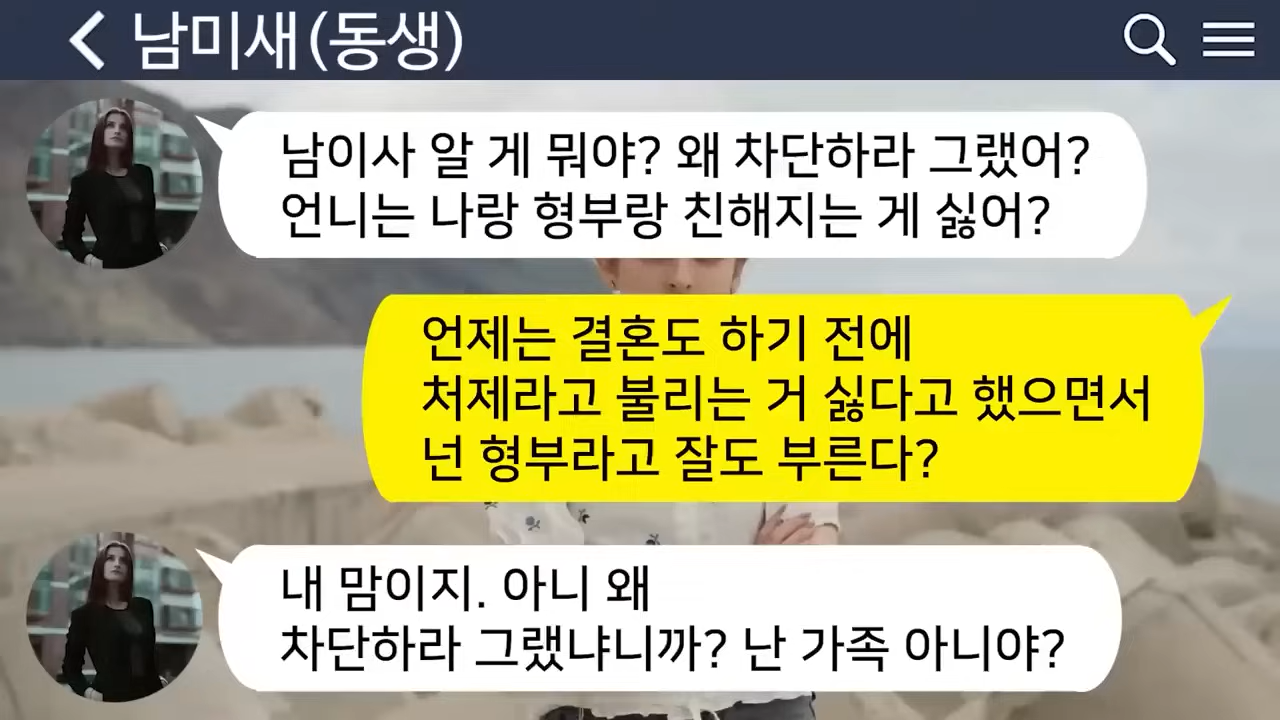 남미새(동생)
남이사 알 게 뭐야? 왜 차단하라 그랬어?
언니는 나랑 형부랑 친해지는 게 싫어?
언제는 결혼도 하기 전에
처제라고 불리는 거 싫다고 했으면서
넌 형부라고 잘도 부른다?
내 맘이지. 아니 왜
차단하라 그랬냐니까? 난 가족 아니야?